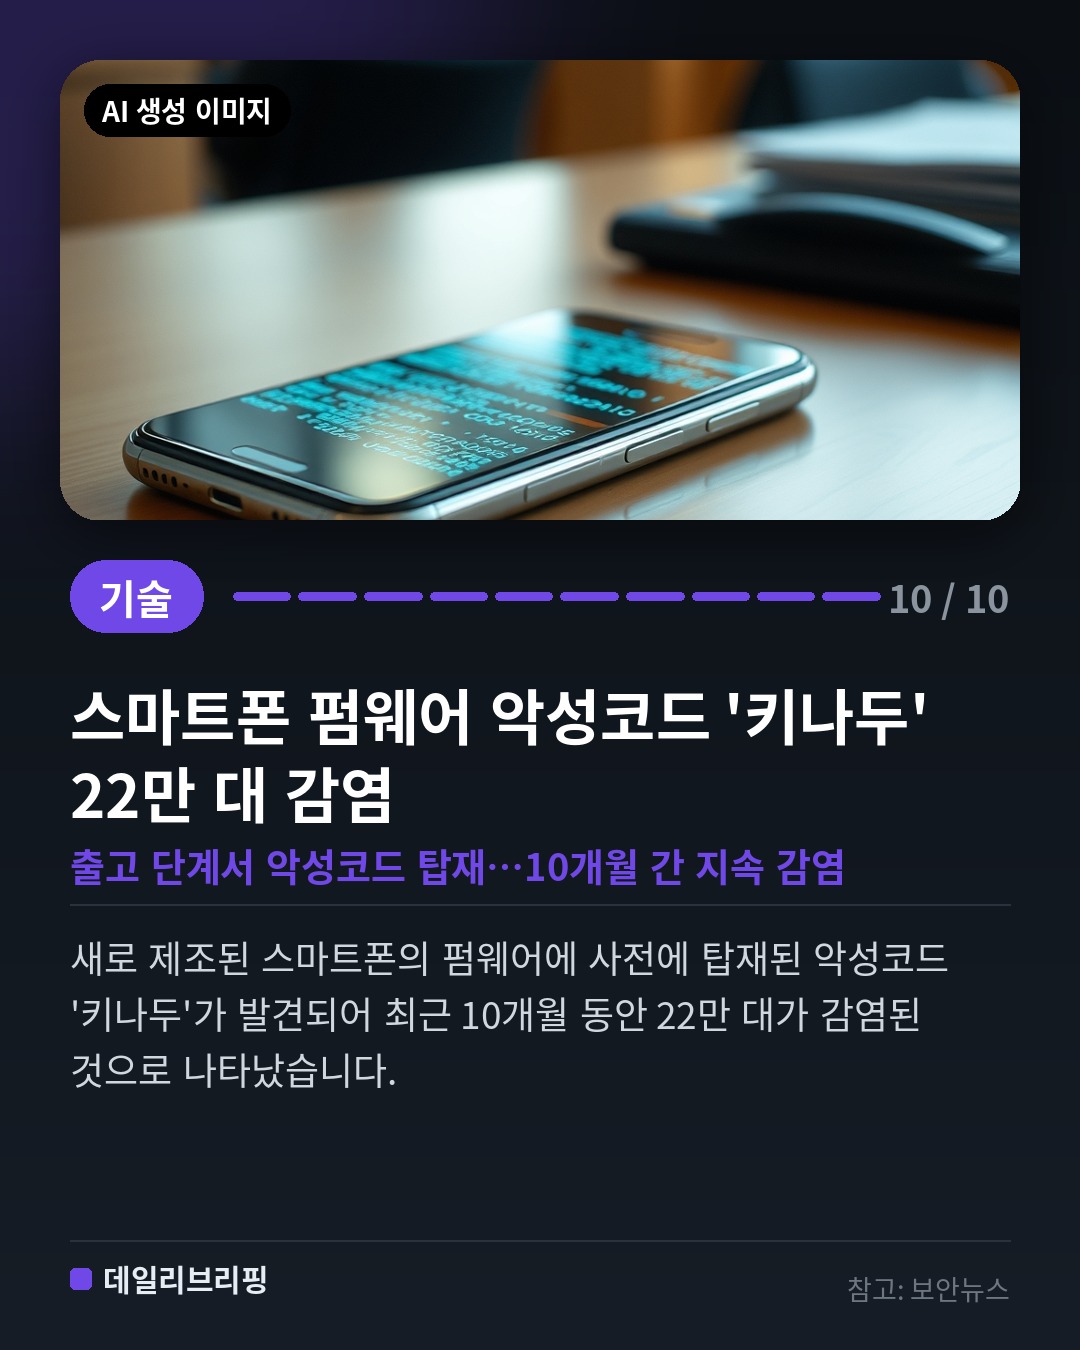 AI 생성 이미지
기술
10 / 10
스마트폰 펌웨어 악성코드 '키나두'
22만 대 감염
출고 단계서 악성코드 탑재…10개월 간 지속 감염
새로 제조된 스마트폰의 펌웨어에 사전에 탑재된 악성코드
'키나두'가 발견되어 최근 10개월 동안 22만 대가 감염된
것으로 나타났습니다.
데일리브리핑
참고: 보안뉴스